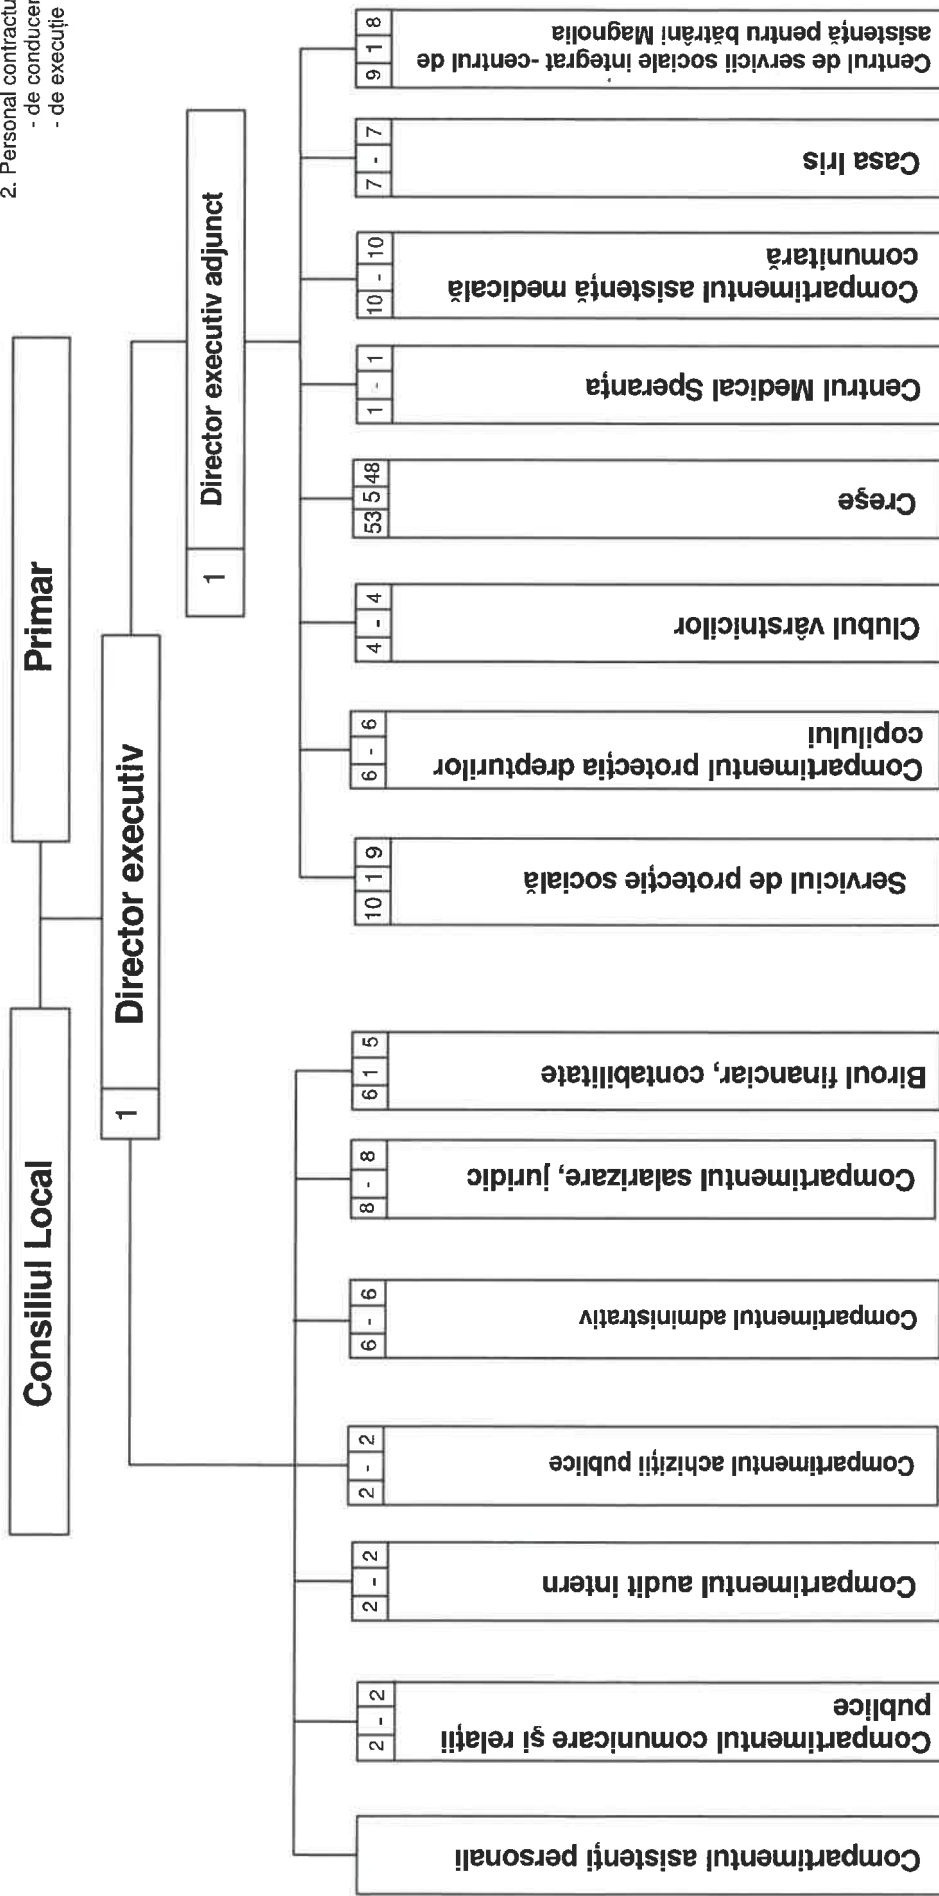 2. Personal contractu
- de conducer
- de execuție
Consiliul Local
Primar
1
Director executiv
1
Director executiv adjunct
Compartimentul asistenți personali
2 - 2
Compartimentul comunicare și relații
publice
2 - 2
Compartimentul audit intern
2 - 2
Compartimentul achiziții publice
6 - 6
Compartimentul administrativ
8 - 8
Compartimentul salarizare, juridic
6 1 5
Biroul financiar, contabilitate
10 1 9
Serviciul de protecție socială
6 - 6
Compartimentul protecția drepturilor
copilului
4 - 4
Clubul vârstnicilor
53 5 48
Creșe
1 - 1
Centrul Medical Speranța
10 - 10
Compartimentul asistență medicală
comunitară
7 - 7
Casa Iris
9 1 8
Centrul de servicii sociale integrat -centrul de
asistență pentru bătrâni Magnolia